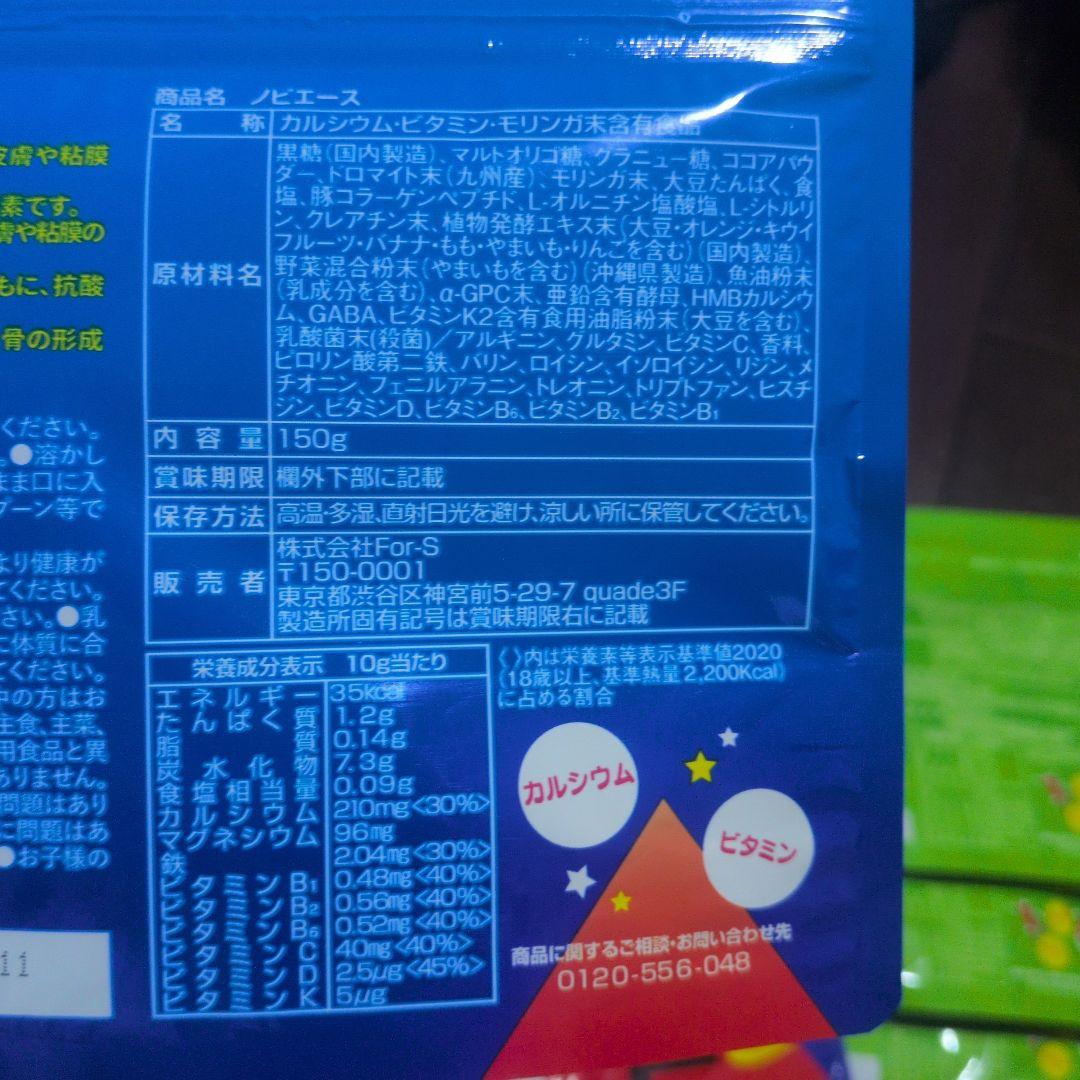 商品名 ノビエース
名称 カルシウム・ビタミン・モリンガ末含有食品
原材料名
黒糖(国内製造)、マルトオリゴ糖、グラニュー糖、ココアパウ
ダー、ドロマイト末(九州産)、モリンガ末、大豆たんぱく、食
塩、豚コラーゲンペプチド、L-オルニチン塩酸塩、L-シトルリ
ン、クレアチン末、植物発酵エキス末(大豆・オレンジ・キウイ
フルーツ・バナナ・もも・やまいも・りんごを含む)(国内製造)、
野菜混合粉末(やまいもを含む)(沖縄県製造)、魚油粉末
(乳成分を含む)、α-GPC末、亜鉛含有酵母、HMBカルシウ
ム、GABA、ビタミンK2含有食用油脂粉末(大豆を含む)、
乳酸菌末(殺菌)/アルギニン、グルタミン、ビタミンC、香料、
ピロリン酸第二鉄、バリン、ロイシン、イソロイシン、リシン、メ
チオニン、フェニルアラニン、トレオニン、トリプトファン、ヒスチ
ジン、ビタミンD、ビタミンB₆、ビタミンB₂、ビタミンB₁
内容量 150g
賞味期限 欄外下部に記載
保存方法 高温・多湿、直射日光を避け、涼しい所に保管してください。
販売者
株式会社For-S
〒150-0001
東京都渋谷区神宮前5-29-7 quade3F
製造所固有記号は賞味期限右に記載
栄養成分表示 10g当たり
エネルギー 35kcal
たんぱく質 1.2g
脂質 0.14g
炭水化物 7.3g
食塩相当量 0.09g
カルシウム 210mg<30%>
マグネシウム 96mg
鉄 2.04mg<30%>
ビタミンB₁ 0.48mg<40%>
ビタミンB₂ 0.56mg<40%>
ビタミンB₆ 0.52mg<40%>
ビタミンC 40mg<40%>
ビタミンD 2.5μg<45%>
ビタミンK 5μg
〈 〉内は栄養素等表示基準値2020
(18歳以上、基準熱量2,200Kcal)
に占める割合
カルシウム
ビタミン
商品に関するご相談・お問い合わせ先
0120-556-048
皮膚や粘膜
素です。
膚や粘膜の
もに、抗酸
骨の形成
ください。
●溶かし
まま口に入
プーン等で
より健康が
てください。
さい。●乳
に体質に合
てください。
中の方はお
主食、主菜、
用食品と異
ありません。
問題はあり
に問題はあ
●お子様の
11